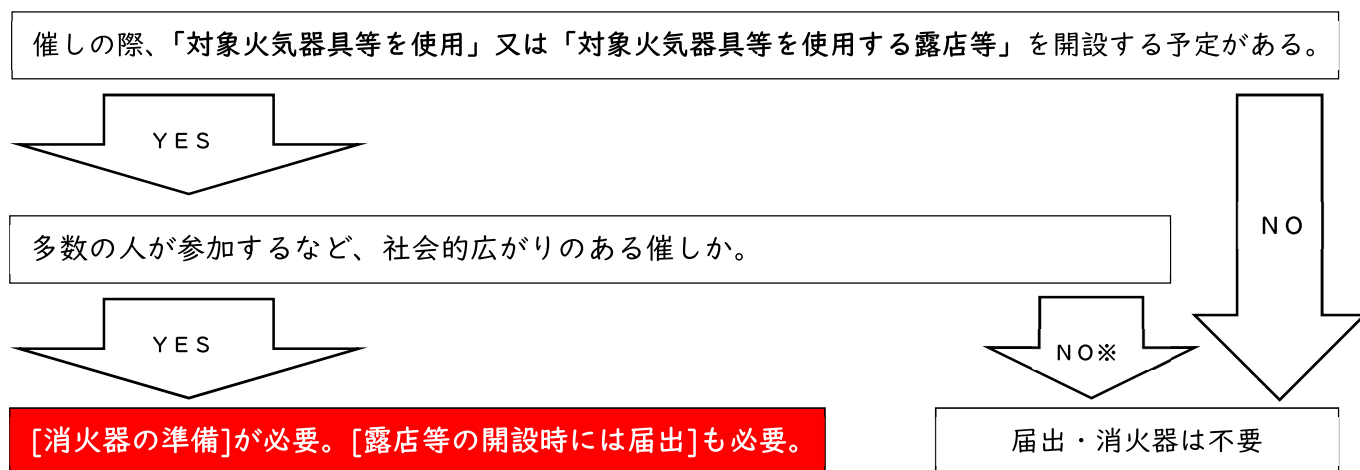 催しの際、「対象火気器具等を使用」又は「対象火気器具等を使用する露店等」を開設する予定がある。
YES
NO
多数の人が参加するなど、社会的広がりのある催しか。
YES
NO※
[消火器の準備]が必要。[露店等の開設時には届出]も必要。
届出・消火器は不要